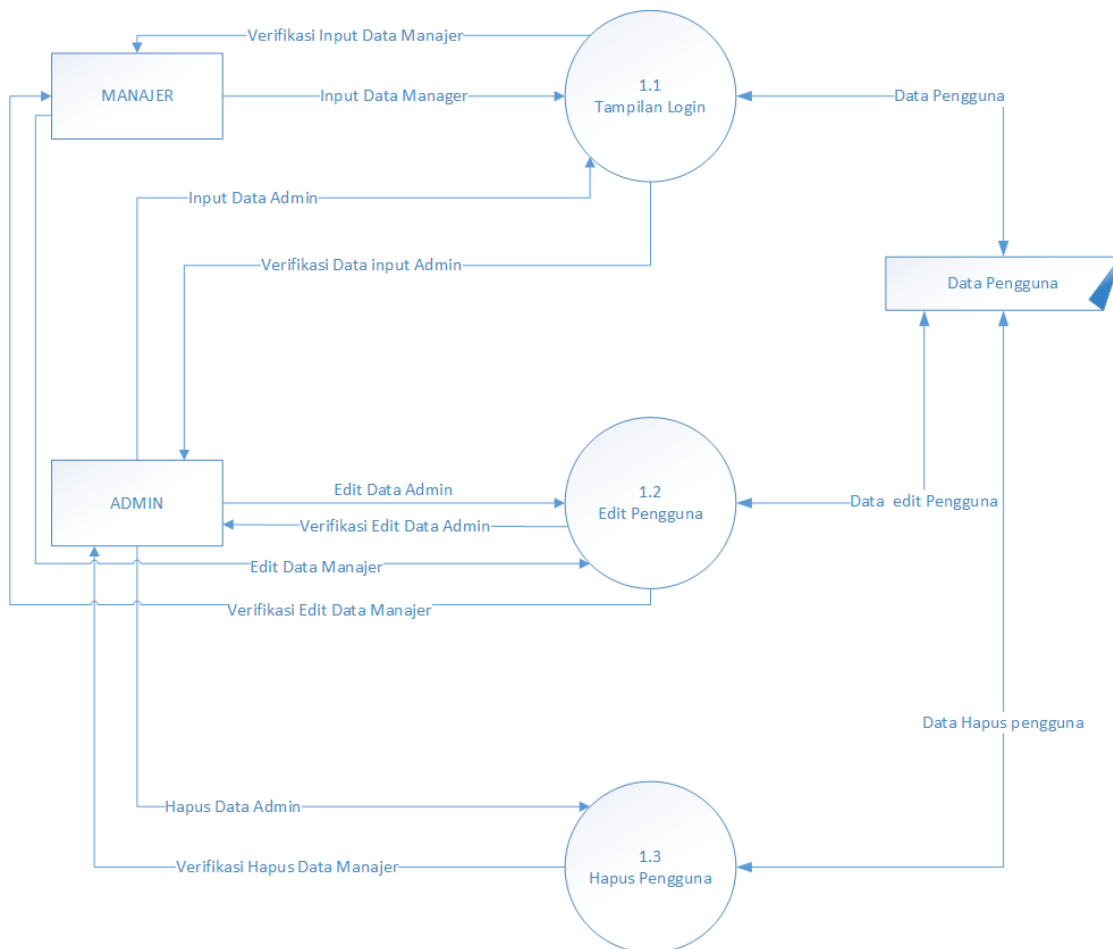 Verifikasi Input Data Manajer
MANAJER
Input Data Manager
1.1
Tampilan Login
Data Pengguna
Input Data Admin
Verifikasi Data input Admin
Data Pengguna
ADMIN
Edit Data Admin
Verifikasi Edit Data Admin
1.2
Edit Pengguna
Data edit Pengguna
Edit Data Manajer
Verifikasi Edit Data Manajer
Data Hapus pengguna
Hapus Data Admin
Verifikasi Hapus Data Manajer
1.3
Hapus Pengguna